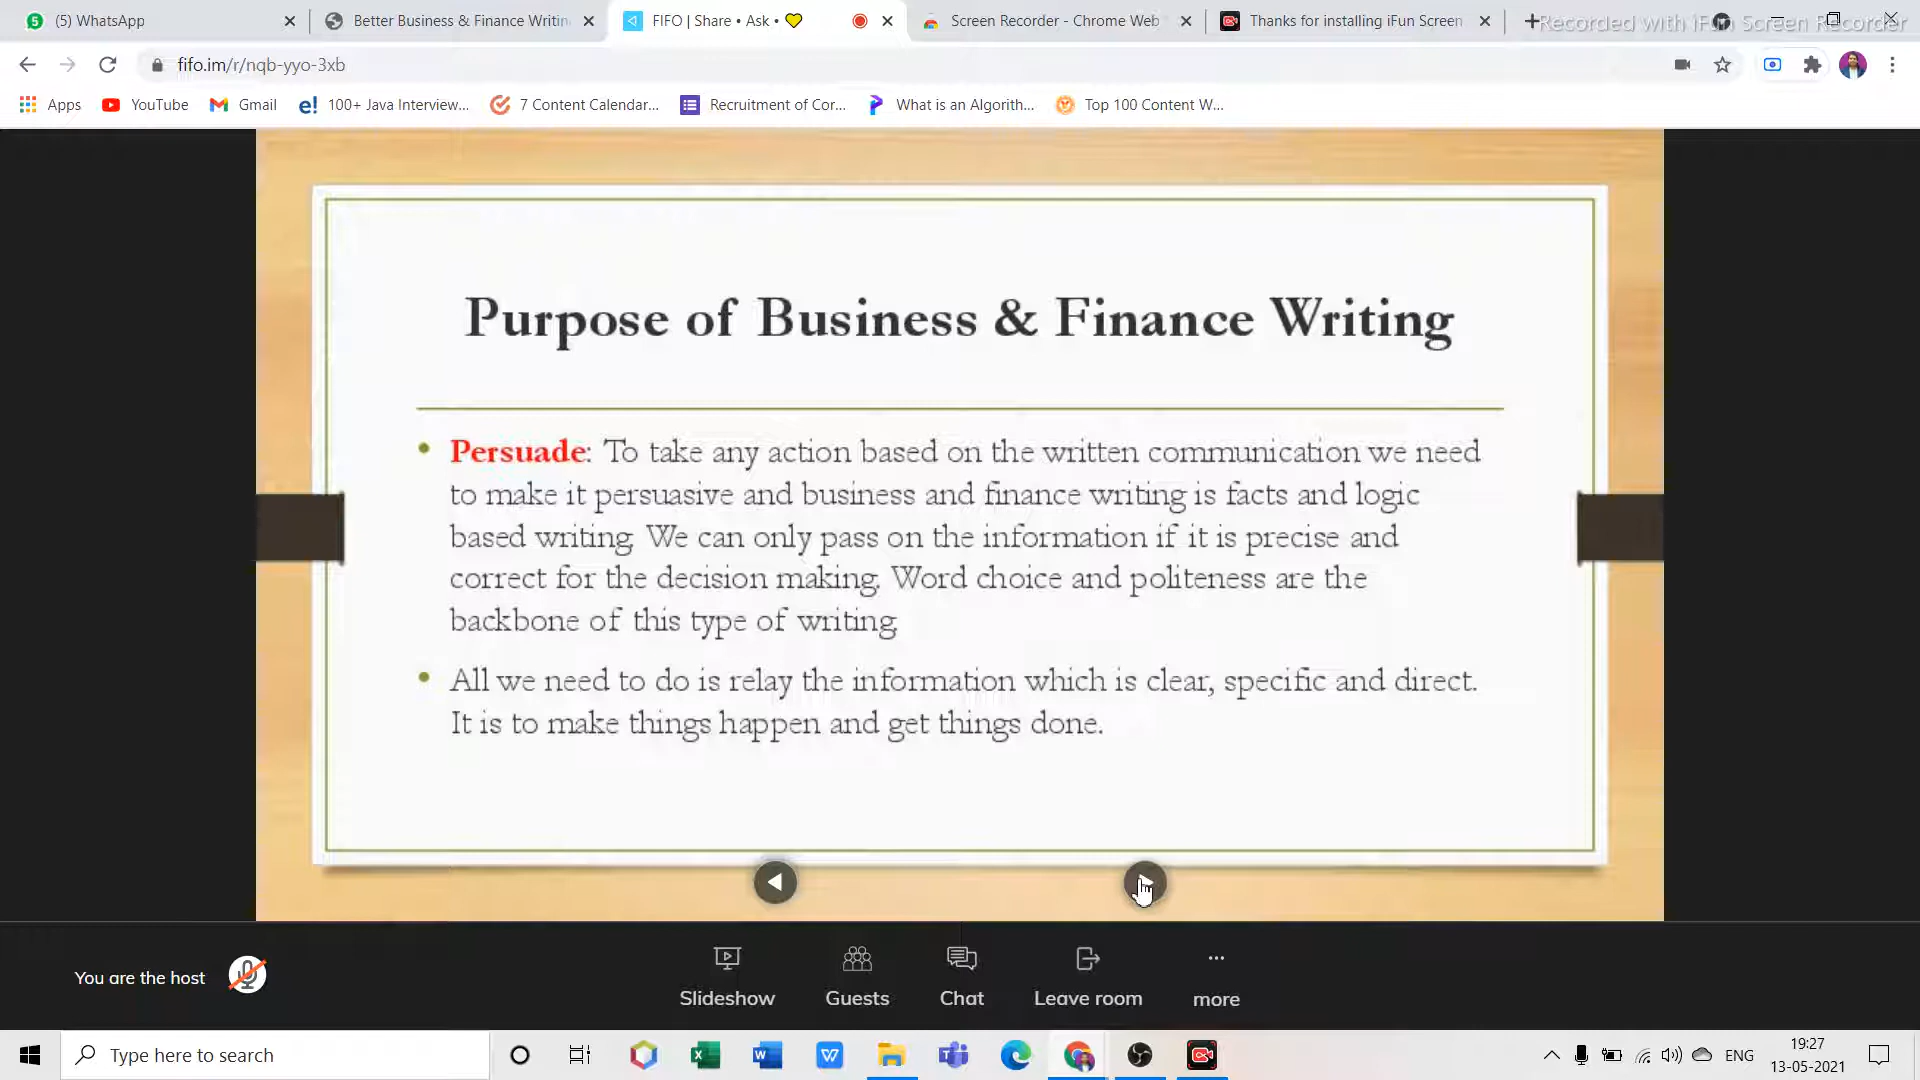 (5) WhatsApp
Better Business & Finance Writin
FIFO | Share • Ask •
Screen Recorder - Chrome Web
Thanks for installing iFun Screen
Recorded with iFun Screen Recorder
fifo.im/r/nqb-yyo-3xb
Apps
YouTube
Gmail
100+ Java Interview...
7 Content Calendar...
Recruitment of Cor...
What is an Algorith...
Top 100 Content W...
Purpose of Business & Finance Writing
Persuade: To take any action based on the written communication we need
to make it persuasive and business and finance writing is facts and logic
based writing. We can only pass on the information if it is precise and
correct for the decision making. Word choice and politeness are the
backbone of this type of writing.
All we need to do is relay the information which is clear, specific and direct.
It is to make things happen and get things done.
You are the host
Slideshow
Guests
Chat
Leave room
more
Type here to search
ENG
19:27
13-05-2021